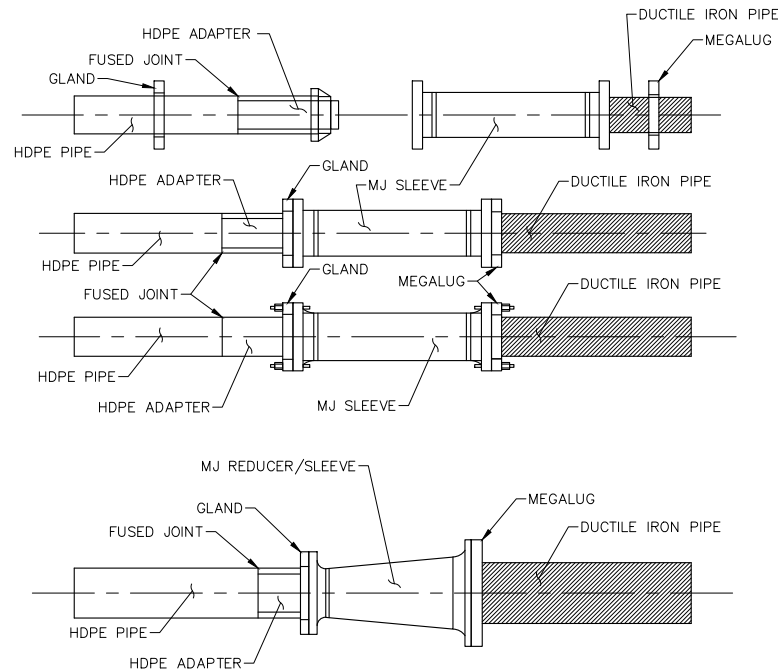 DUCTILE IRON PIPE
HDPE ADAPTER
MEGALUG
FUSED JOINT
GLAND
HDPE PIPE
GLAND
HDPE ADAPTER
MJ SLEEVE
DUCTILE IRON PIPE
HDPE PIPE
GLAND
FUSED JOINT
MEGALUG
DUCTILE IRON PIPE
HDPE PIPE
HDPE ADAPTER
MJ SLEEVE
MJ REDUCER/SLEEVE
MEGALUG
GLAND
FUSED JOINT
DUCTILE IRON PIPE
HDPE PIPE
HDPE ADAPTER